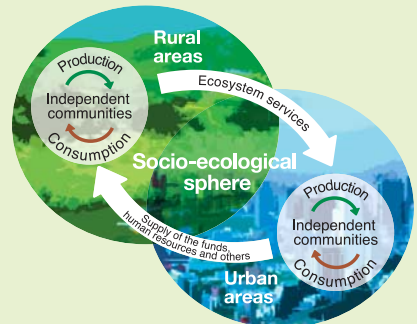 Rural
areas
Production
Independent
communities
Consumption
Ecosystem services
Socio-ecological
sphere
Supply of the funds,
human resources and others
Production
Independent
communities
Consumption
Urban
areas